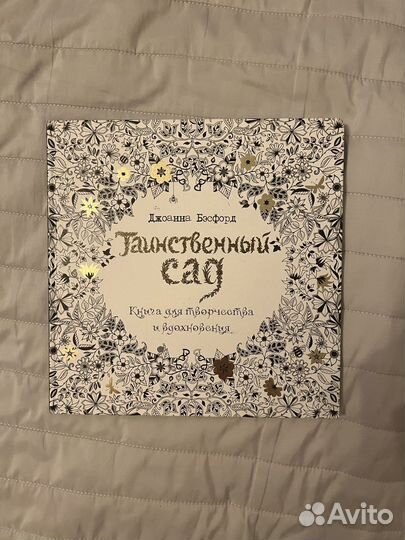 Джоанна Бэсфорд
Таинственный
сад
Книга для творчества
и вдохновения
Avito